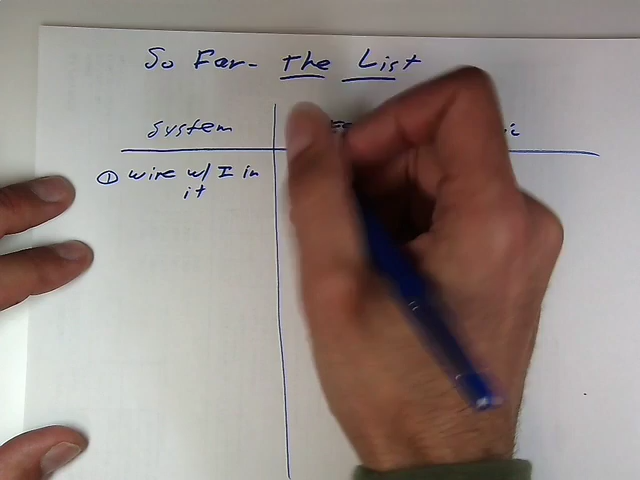 So Far- The List
System
① wire w/ I in
it